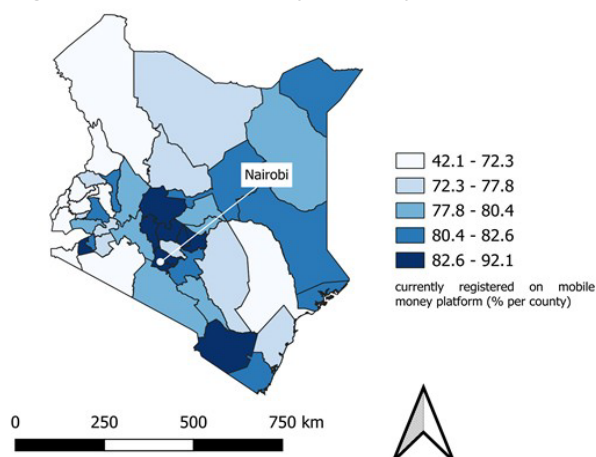 Nairobi
42.1 - 72.3
72.3 - 77.8
77.8 - 80.4
80.4 - 82.6
82.6 - 92.1
currently registered on mobile
money platform (% per county)
0 250 500 750 km